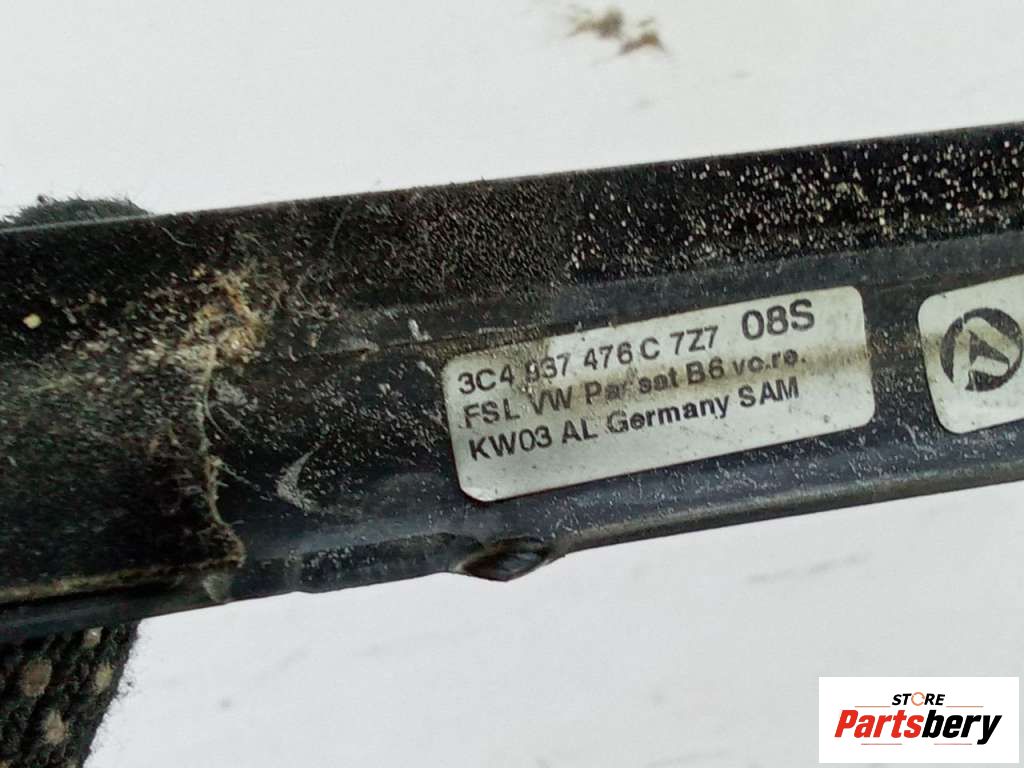 3C4 937 476 C 7Z7 08S
FSL VW Passat B6 vo.re.
KW03 AL Germany SAM
STORE
Partsbery